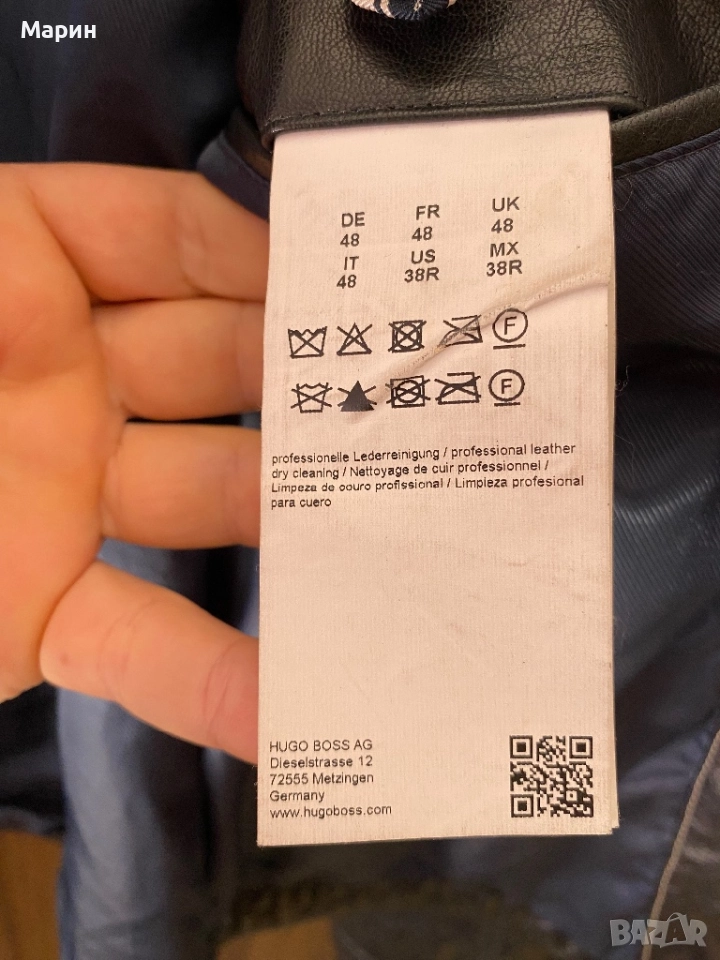 Марин
DE FR UK
48 48 48
IT US MX
48 38R 38R
F
F
professionelle Lederreinigung / professional leather
dry cleaning / Nettoyage de cuir professionnel /
Limpeza de couro profissional / Limpieza profesional
para cuero
HUGO BOSS AG
Dieselstrasse 12
72555 Metzingen
Germany
www.hugoboss.com
BAZAR